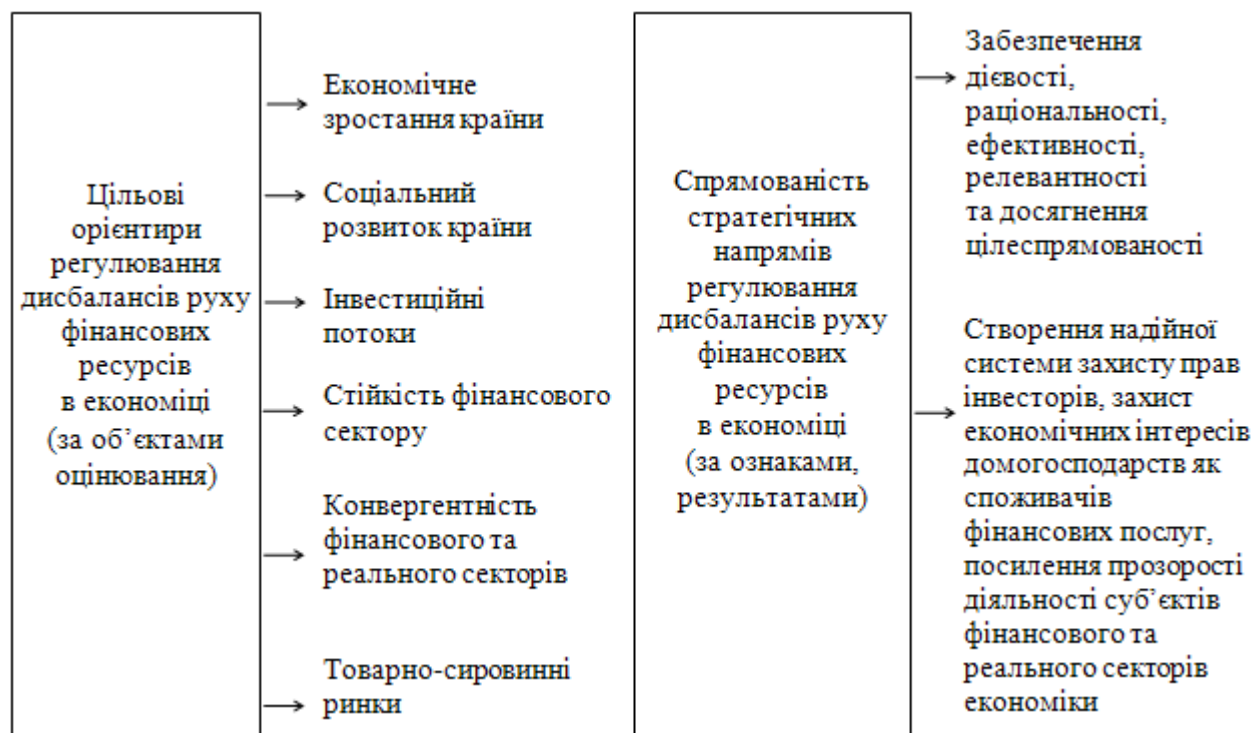 Цільові
орієнтири
регулювання
дисбалансів руху
фінансових
ресурсів
в економіці
(за об’єктами
оцінювання)
Економічне
зростання країни
Соціальний
розвиток країни
Інвестиційні
потоки
Стійкість фінансового
сектору
Конвергентність
фінансового та
реального секторів
Товарно-сировинні
ринки
Спрямованість
стратегічних
напрямів
регулювання
дисбалансів руху
фінансових
ресурсів
в економіці
(за ознаками,
результатами)
Забезпечення
дієвості,
раціональності,
ефективності,
релевантності
та досягнення
цілеспрямованості
Створення надійної
системи захисту прав
інвесторів, захист
економічних інтересів
домогосподарств як
споживачів
фінансових послуг,
посилення прозорості
діяльності суб’єктів
фінансового та
реального секторів
економіки